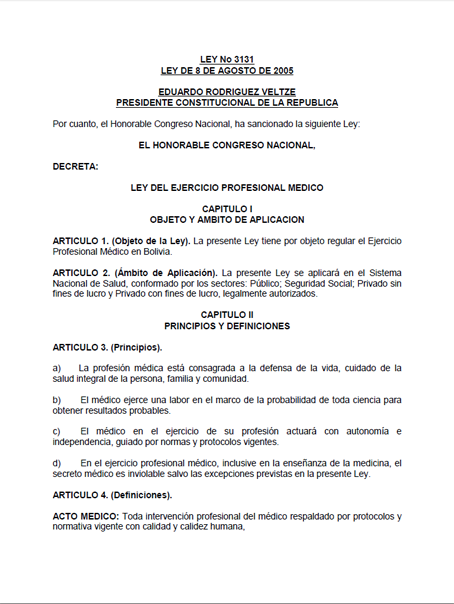 LEY No 3131
LEY DE 8 DE AGOSTO DE 2005
EDUARDO RODRIGUEZ VELTZE
PRESIDENTE CONSTITUCIONAL DE LA REPUBLICA
Por cuanto, el Honorable Congreso Nacional, ha sancionado la siguiente Ley:
EL HONORABLE CONGRESO NACIONAL,
DECRETA:
LEY DEL EJERCICIO PROFESIONAL MEDICO
CAPITULO I
OBJETO Y AMBITO DE APLICACION
ARTICULO 1. (Objeto de la Ley). La presente Ley tiene por objeto regular el Ejercicio
Profesional Médico en Bolivia.
ARTICULO 2. (Ámbito de Aplicación). La presente Ley se aplicará en el Sistema
Nacional de Salud, conformado por los sectores: Público; Seguridad Social; Privado sin
fines de lucro y Privado con fines de lucro, legalmente autorizados.
CAPITULO II
PRINCIPIOS Y DEFINICIONES
ARTICULO 3. (Principios).
a) La profesión médica está consagrada a la defensa de la vida, cuidado de la
salud integral de la persona, familia y comunidad.
b) El médico ejerce una labor en el marco de la probabilidad de toda ciencia para
obtener resultados probables.
c) El médico en el ejercicio de su profesión actuará con autonomía e
independencia, guiado por normas y protocolos vigentes.
d) En el ejercicio profesional médico, inclusive en la enseñanza de la medicina, el
secreto médico es inviolable salvo las excepciones previstas en la presente Ley.
ARTICULO 4. (Definiciones).
ACTO MEDICO: Toda intervención profesional del médico respaldado por protocolos y
normativa vigente con calidad y calidez humana,